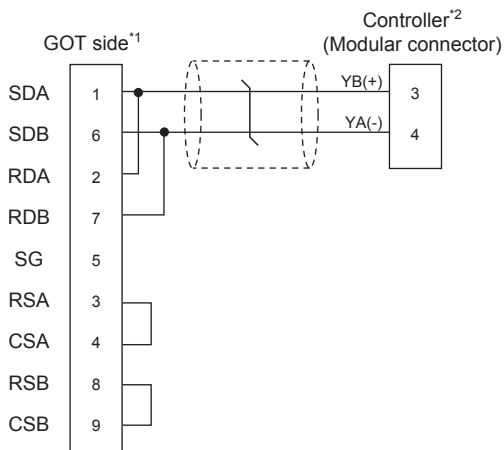 Controller*2
(Modular connector)
GOT side*1
SDA 1 YB(+) 3
SDB 6 YA(-) 4
RDA 2
RDB 7
SG 5
RSA 3
CSA 4
RSB 8
CSB 9